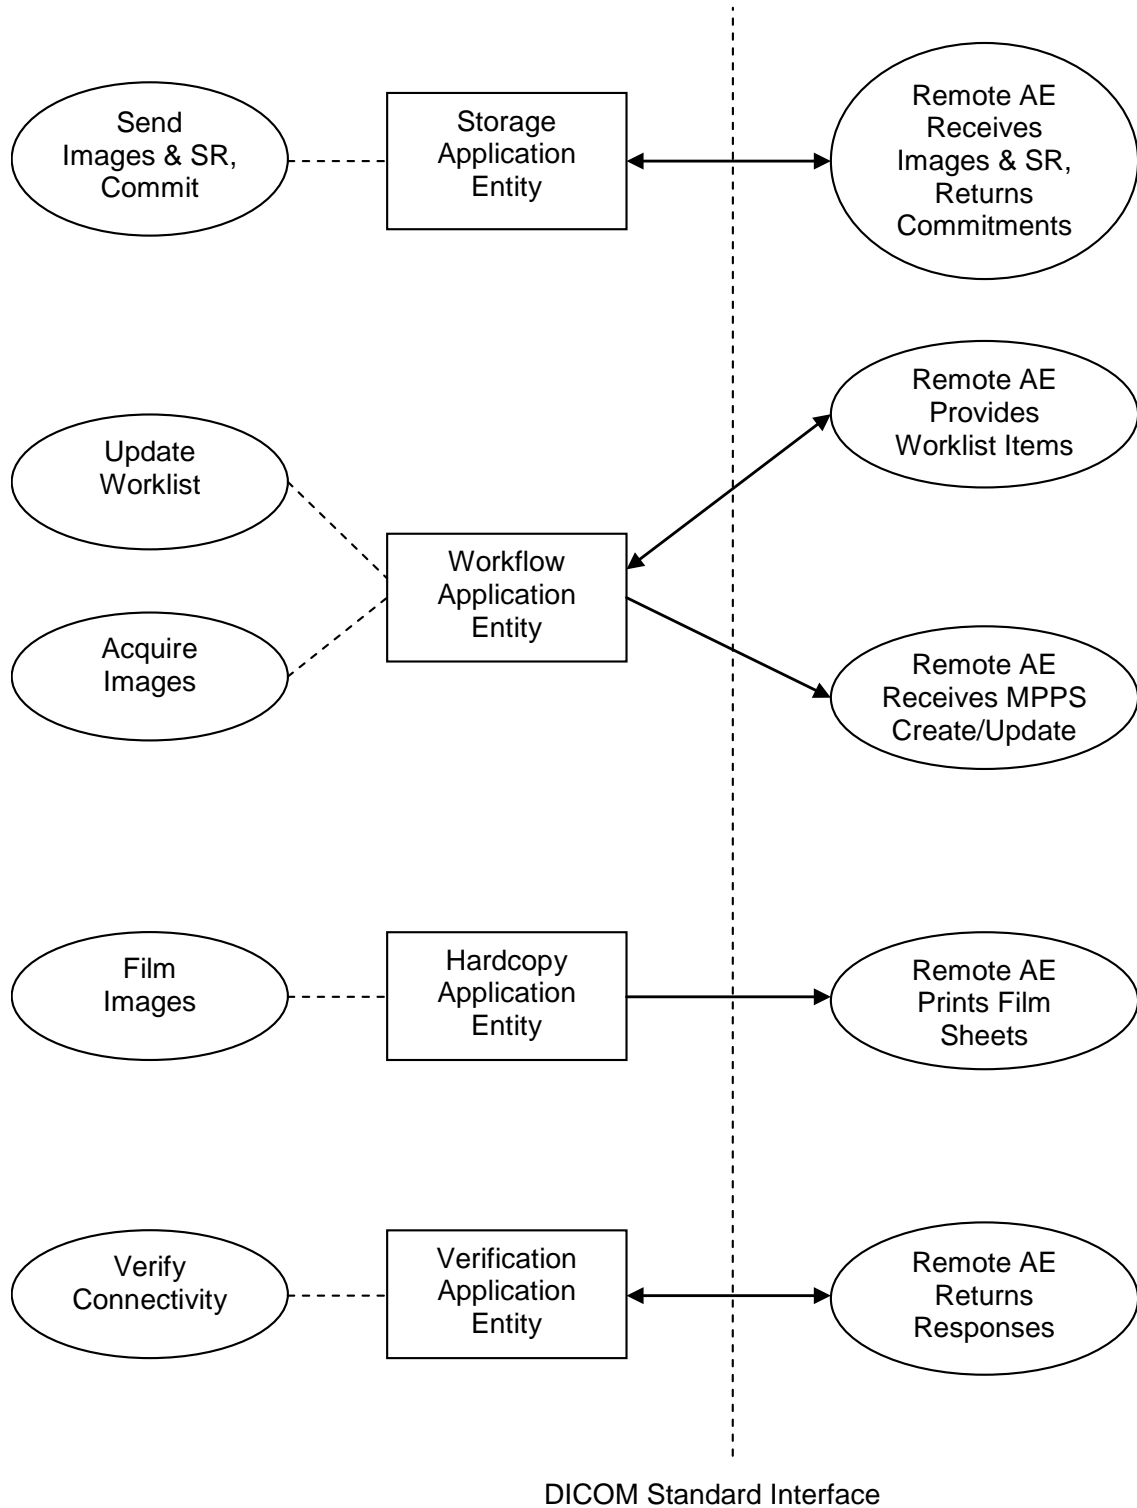 Send
Images & SR,
Commit
Storage
Application
Entity
Remote AE
Receives
Images & SR,
Returns
Commitments
Update
Worklist
Acquire
Images
Workflow
Application
Entity
Remote AE
Provides
Worklist Items
Remote AE
Receives MPPS
Create/Update
Film
Images
Hardcopy
Application
Entity
Remote AE
Prints Film
Sheets
Verify
Connectivity
Verification
Application
Entity
Remote AE
Returns
Responses
DICOM Standard Interface